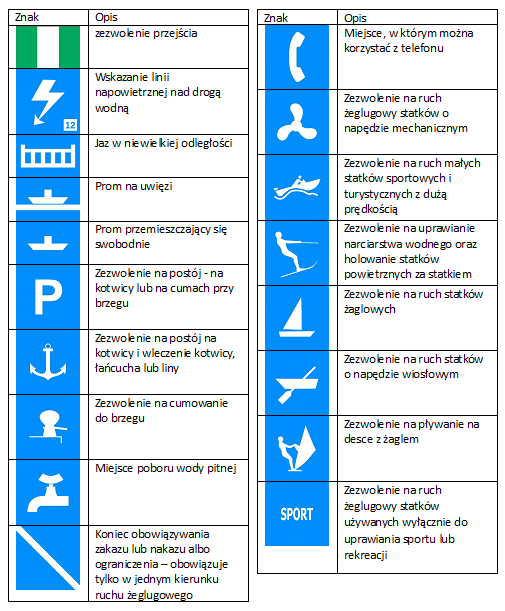 Znak Opis
zezwolenie przejścia
Wskazanie linii
napowietrznej nad drogą
wodną
12
Jaz w niewielkiej odległości
Prom na uwięzi
Prom przemieszczający się
swobodnie
P
Zezwolenie na postój - na
kotwicy lub na cumach przy
brzegu
Zezwolenie na postój na
kotwicy i wleczenie kotwicy,
łańcucha lub liny
Zezwolenie na cumowanie
do brzegu
Miejsce poboru wody pitnej
Koniec obowiązywania
zakazu lub nakazu albo
ograniczenia – obowiązuje
tylko w jednym kierunku
ruchu żeglugowego
Znak Opis
Miejsce, w którym można
korzystać z telefonu
Zezwolenie na ruch
żeglugowy statków o
napędzie mechanicznym
Zezwolenie na ruch małych
statków sportowych i
turystycznych z dużą
prędkością
Zezwolenie na uprawianie
narciarstwa wodnego oraz
holowanie statków
powietrznych za statkiem
Zezwolenie na ruch statków
żaglowych
Zezwolenie na ruch statków
o napędzie wiosłowym
Zezwolenie na pływanie na
desce z żaglem
SPORT
Zezwolenie na ruch
żeglugowy statków
używanych wyłącznie do
uprawiania sportu lub
rekreacji